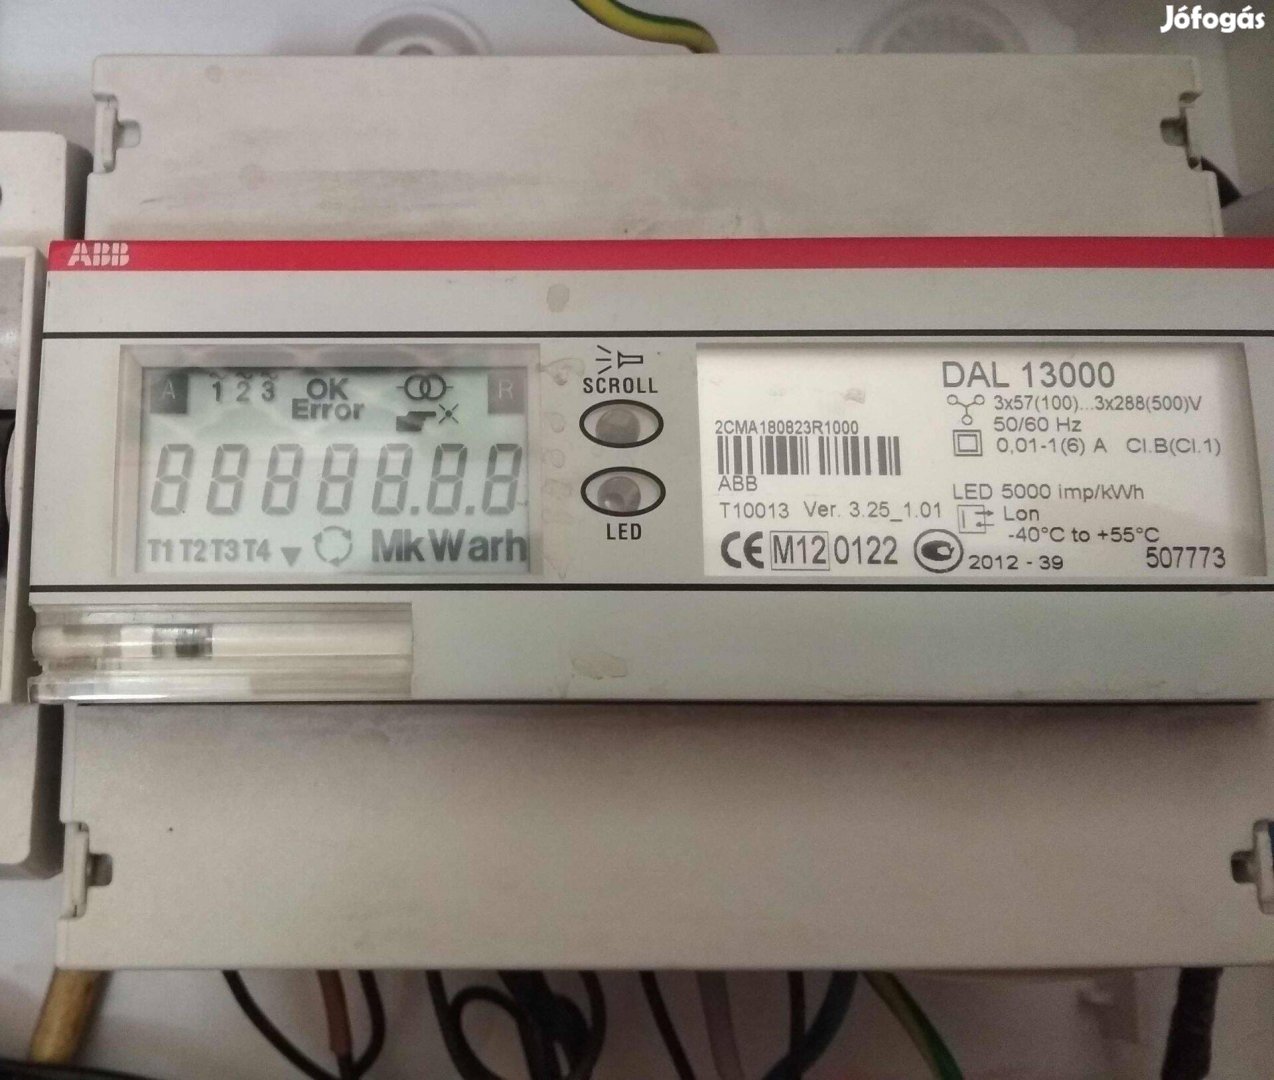 Jófogás
ABB
A 1 2 3 OK R
Error
88888.8.8
T1 T2 T3 T4 MkWarh
SCROLL
LED
DAL 13000
3x57(100)...3x288(500)V
50/60 Hz
0,01-1(6) A Cl.B(Cl.1)
2CMA180823R1000
ABB
LED 5000 imp/kWh
T10013 Ver. 3.25_1.01
Lon
-40°C to +55°C
CE M12 0122
2012 - 39
507773